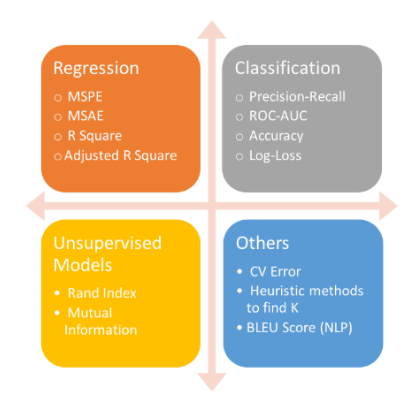 Regression
○ MSPE
○ MSAE
○ R Square
○ Adjusted R Square
Classification
○ Precision-Recall
○ ROC-AUC
○ Accuracy
○ Log-Loss
Unsupervised
Models
• Rand Index
• Mutual
Information
Others
• CV Error
• Heuristic methods
to find K
• BLEU Score (NLP)